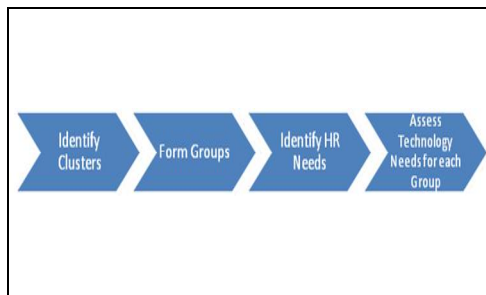 Identify
Clusters
Form Groups
Identify HR
Needs
Assess
Technology
Needs for each
Group